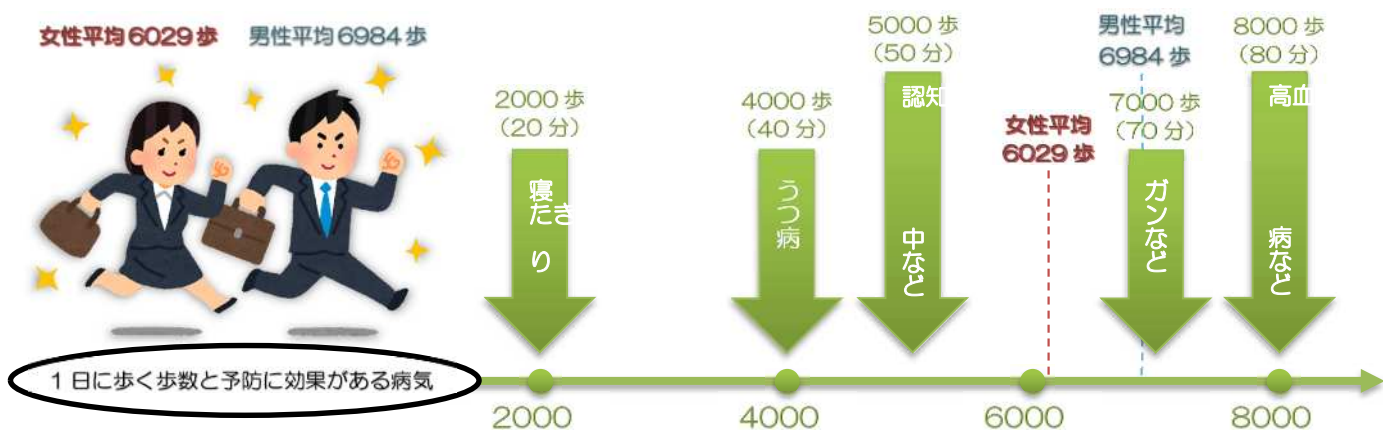 女性平均6029歩 男性平均6984歩
1日に歩く歩数と予防に効果がある病気
2000歩
(20分)
寝たきり
4000歩
(40分)
うつ病
5000歩
(50分)
認知
中など
女性平均
6029歩
男性平均
6984歩
7000歩
(70分)
ガンなど
8000歩
(80分)
高血
病など
2000
4000
6000
8000